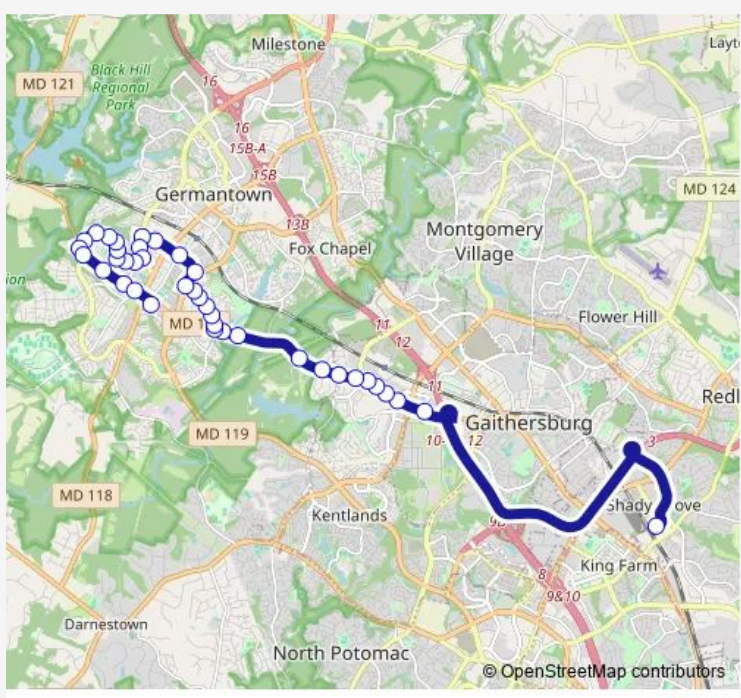 Milestone
Layt
MD 121
Black Hill
Regional
Park
16
16
15B-A
15B
Germantown
MD 124
13B
Fox Chapel
Montgomery
Village
ion
Flower Hill
MD 1
11
12
11
Redl
Gaithersburg
10-
12
MD 119
3
MD 118
Shady
ove
Kentlands
9B
King Farm
8
9&10
Darnestown
North Potomac
© OpenStreetMap contributors